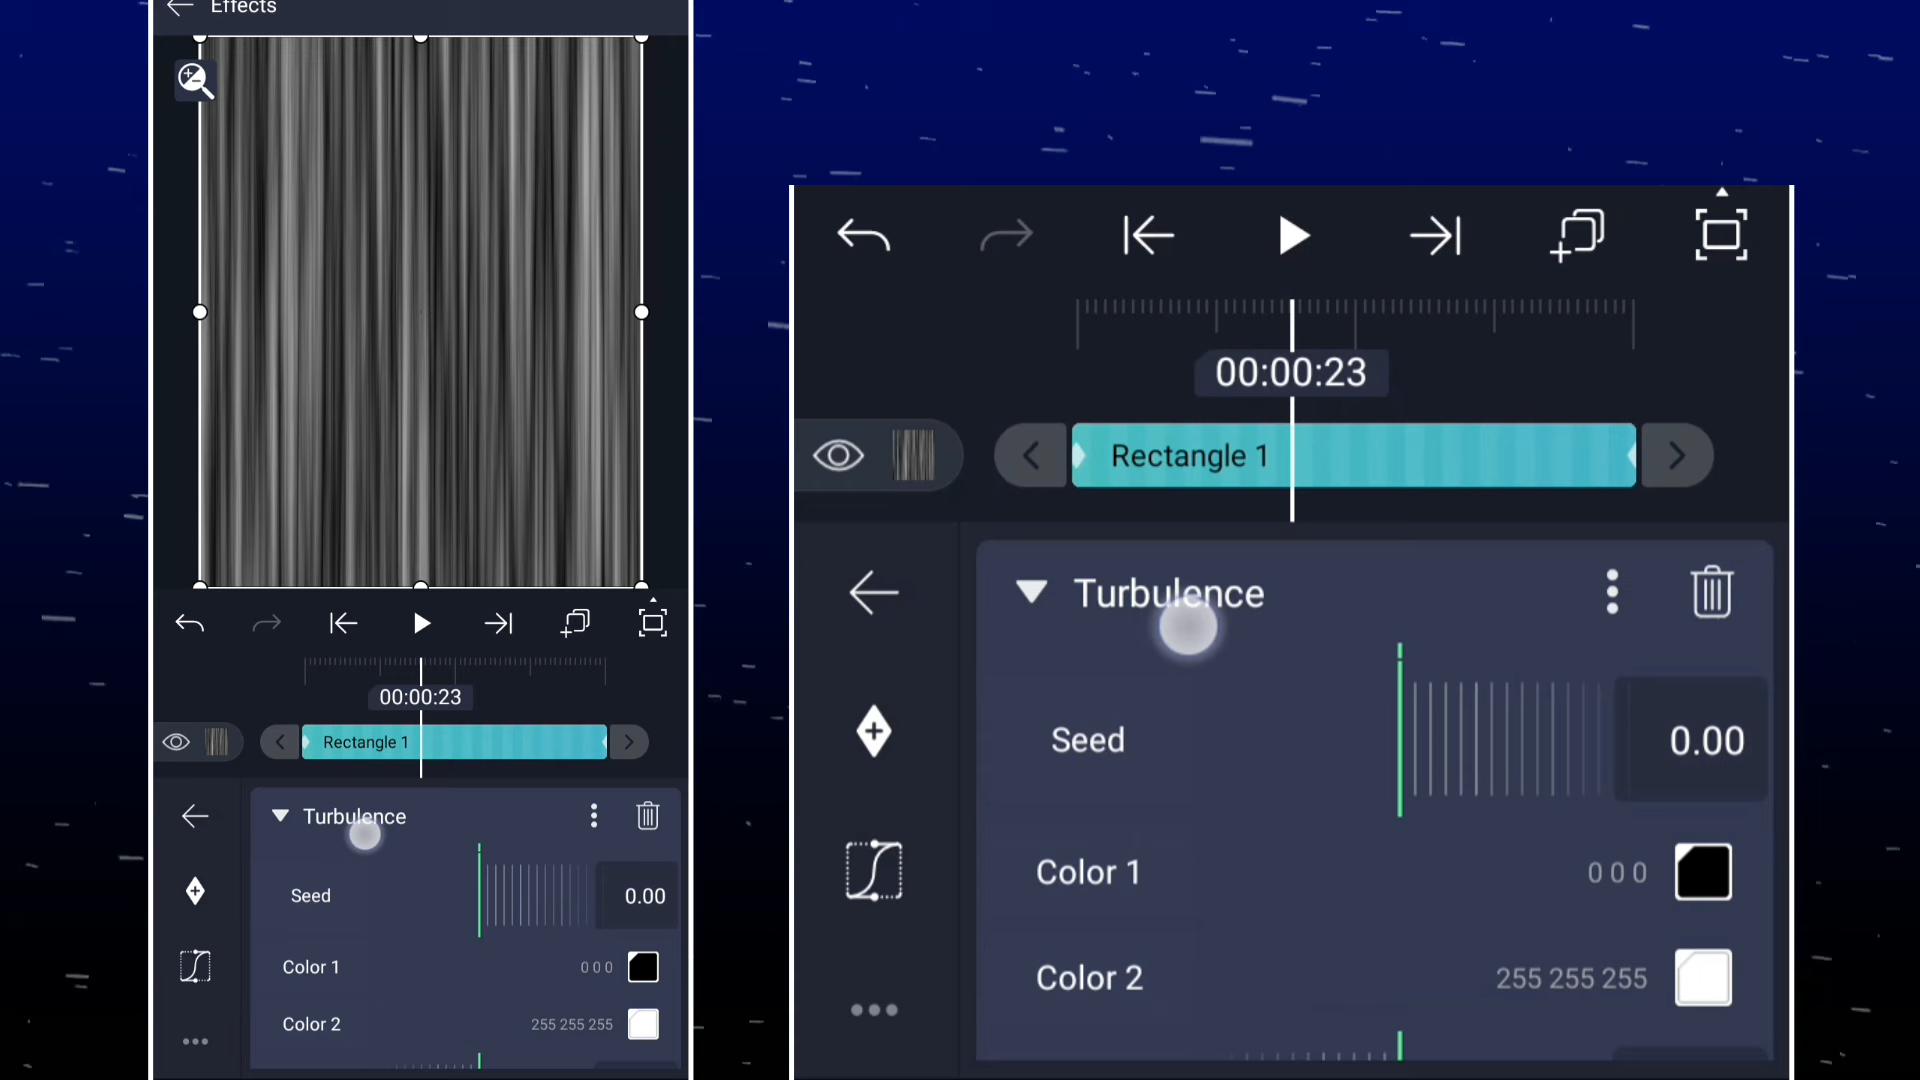 Effects
00:00:23
Rectangle 1
Turbulence
Seed
0.00
Color 1
0 0 0
Color 2
255 255 255
00:00:23
Rectangle 1
Turbulence
Seed
0.00
Color 1
0 0 0
Color 2
255 255 255